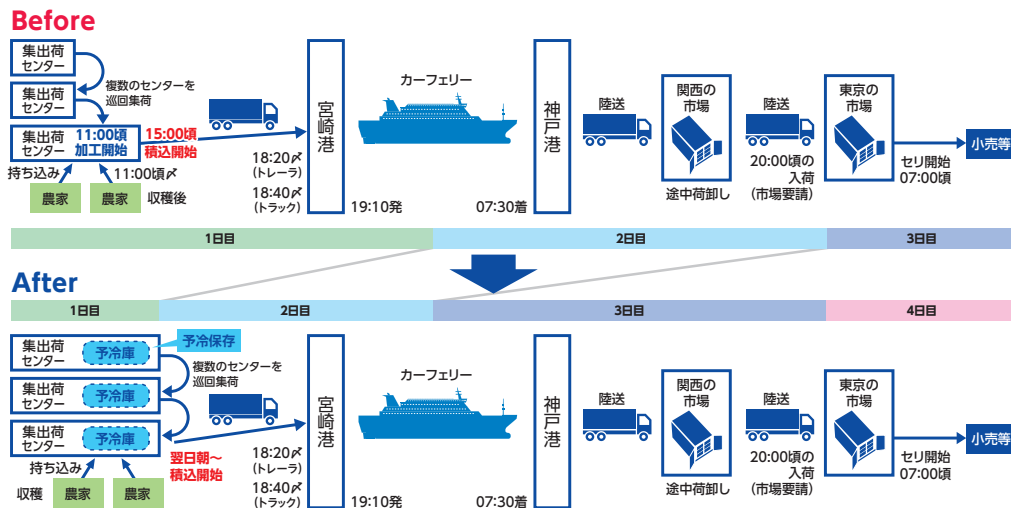 Before
集出荷
センター
集出荷
センター
複数のセンターを
巡回集荷
集出荷
センター
11:00頃
加工開始
15:00頃
積込開始
持ち込み
11:00頃〆
農家
農家
収穫後
18:20〆
(トレーラ)
18:40〆
(トラック)
宮崎港
カーフェリー
19:10発
07:30着
神戸港
陸送
関西の
市場
途中荷卸し
陸送
20:00頃の
入荷
(市場要請)
東京の
市場
セリ開始
07:00頃
小売等
1日目
2日目
3日目
After
1日目
2日目
3日目
4日目
集出荷
センター
予冷庫
予冷保存
集出荷
センター
予冷庫
複数のセンターを
巡回集荷
集出荷
センター
予冷庫
持ち込み
収穫
農家
農家
翌日朝~
積込開始
18:20〆
(トレーラ)
18:40〆
(トラック)
宮崎港
カーフェリー
19:10発
07:30着
神戸港
陸送
関西の
市場
途中荷卸し
陸送
20:00頃の
入荷
(市場要請)
東京の
市場
セリ開始
07:00頃
小売等